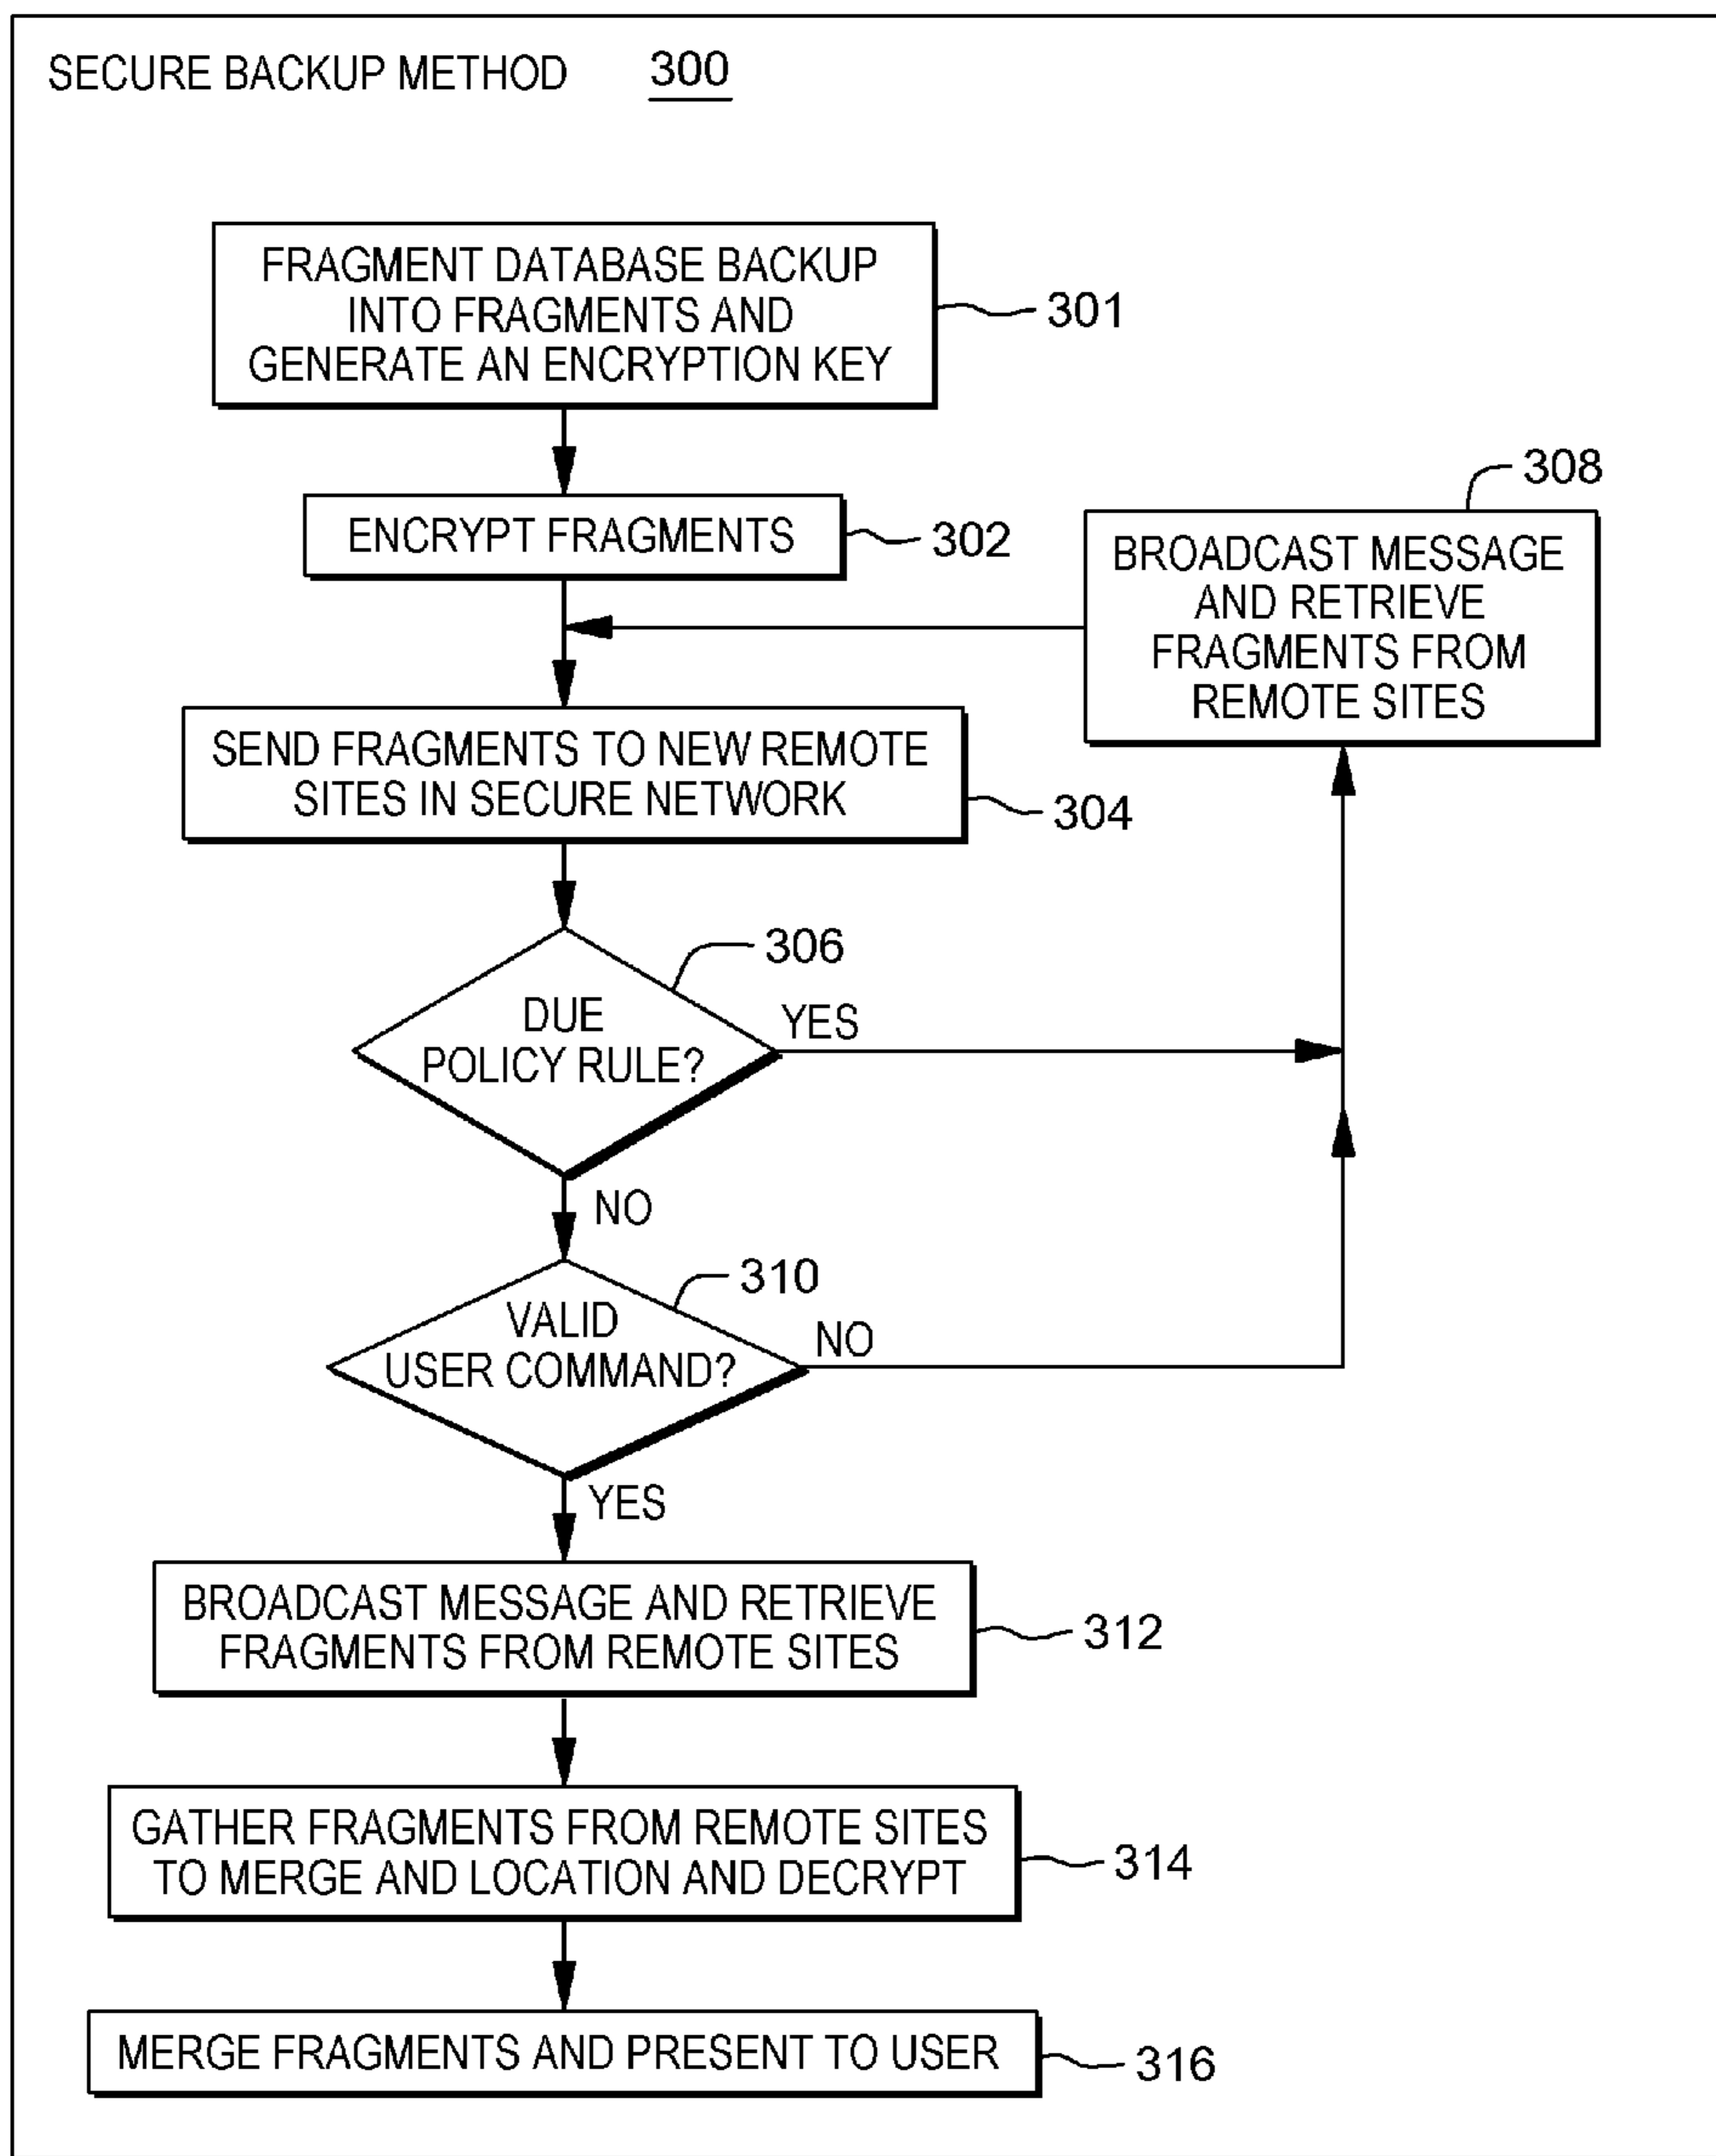 SECURE BACKUP METHOD 300
FRAGMENT DATABASE BACKUP
INTO FRAGMENTS AND
GENERATE AN ENCRYPTION KEY
301
ENCRYPT FRAGMENTS
302
308
BROADCAST MESSAGE
AND RETRIEVE
FRAGMENTS FROM
REMOTE SITES
SEND FRAGMENTS TO NEW REMOTE
SITES IN SECURE NETWORK
304
306
DUE
POLICY RULE?
YES
NO
310
VALID
USER COMMAND?
NO
YES
BROADCAST MESSAGE AND RETRIEVE
FRAGMENTS FROM REMOTE SITES
312
GATHER FRAGMENTS FROM REMOTE SITES
TO MERGE AND LOCATION AND DECRYPT
314
MERGE FRAGMENTS AND PRESENT TO USER
316